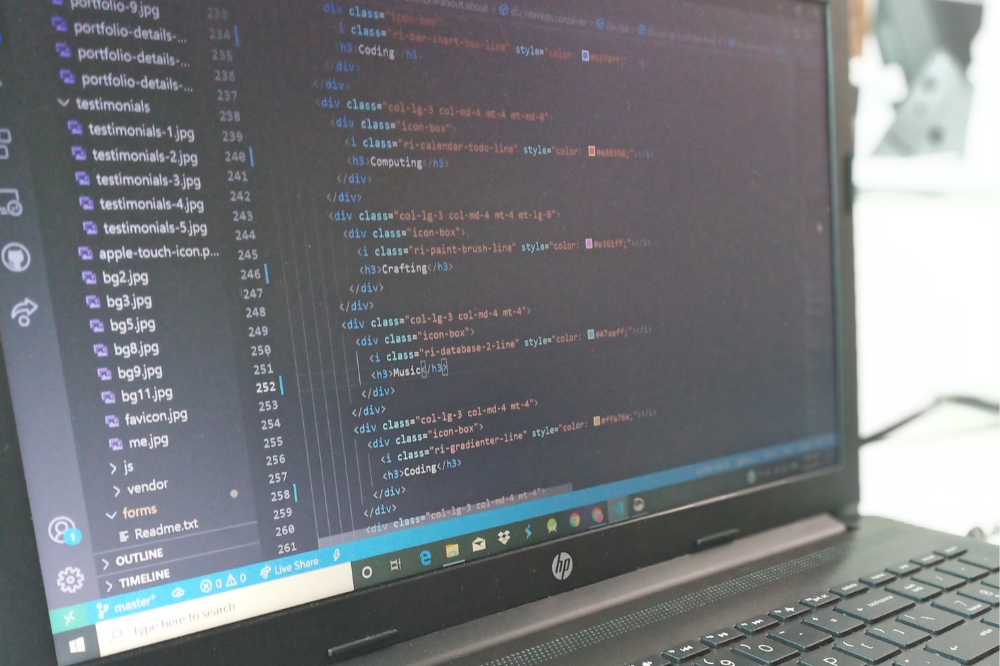 portfolio-9.jpg
portfolio-details-...
portfolio-details-...
portfolio-details-...
testimonials
testimonials-1.jpg
testimonials-2.jpg
testimonials-3.jpg
testimonials-4.jpg
testimonials-5.jpg
apple-touch-icon.p...
bg2.jpg
bg3.jpg
bg5.jpg
bg8.jpg
bg9.jpg
bg11.jpg
favicon.jpg
me.jpg
js
vendor
forms
Readme.txt
OUTLINE
TIMELINE
233
234
235
236
237
238
239
240
241
242
243
244
245
246
247
248
249
250
251
252
253
254
255
256
257
258
259
260
261
div class="icon-box"
i class="ri-bar-chart-box-line" style="color:
h3 Coding h3
</div>
</div>
<div class="col-lg-3 col-md-4 mt-4 mt-md-0">
<div class="icon-box">
<i class="ri-calendar-todo-line" style="color:
<h3>Computing</h3>
</div>
</div>
<div class="col-lg-3 col-md-4 mt-4 mt-lg-0">
<div class="icon-box">
<i class="ri-paint-brush-line" style="color: #e361ff;"></i>
<h3>Crafting</h3>
</div>
</div>
<div class="col-lg-3 col-md-4 mt-4">
<div class="icon-box">
<i class="ri-database-2-line" style="color: #47aeff;"></i>
<h3>Music</h3>
</div>
</div>
<div class="col-lg-3 col-md-4 mt-4">
<div class="icon-box">
<i class="ri-gradienter-line" style="color: #ffa76e;"></i>
<h3>Coding</h3>
</div>
</div>
<div class="col-lg-3 col-md-4 mt-4">
master* 0 0 Live Share
Type here to search
hp